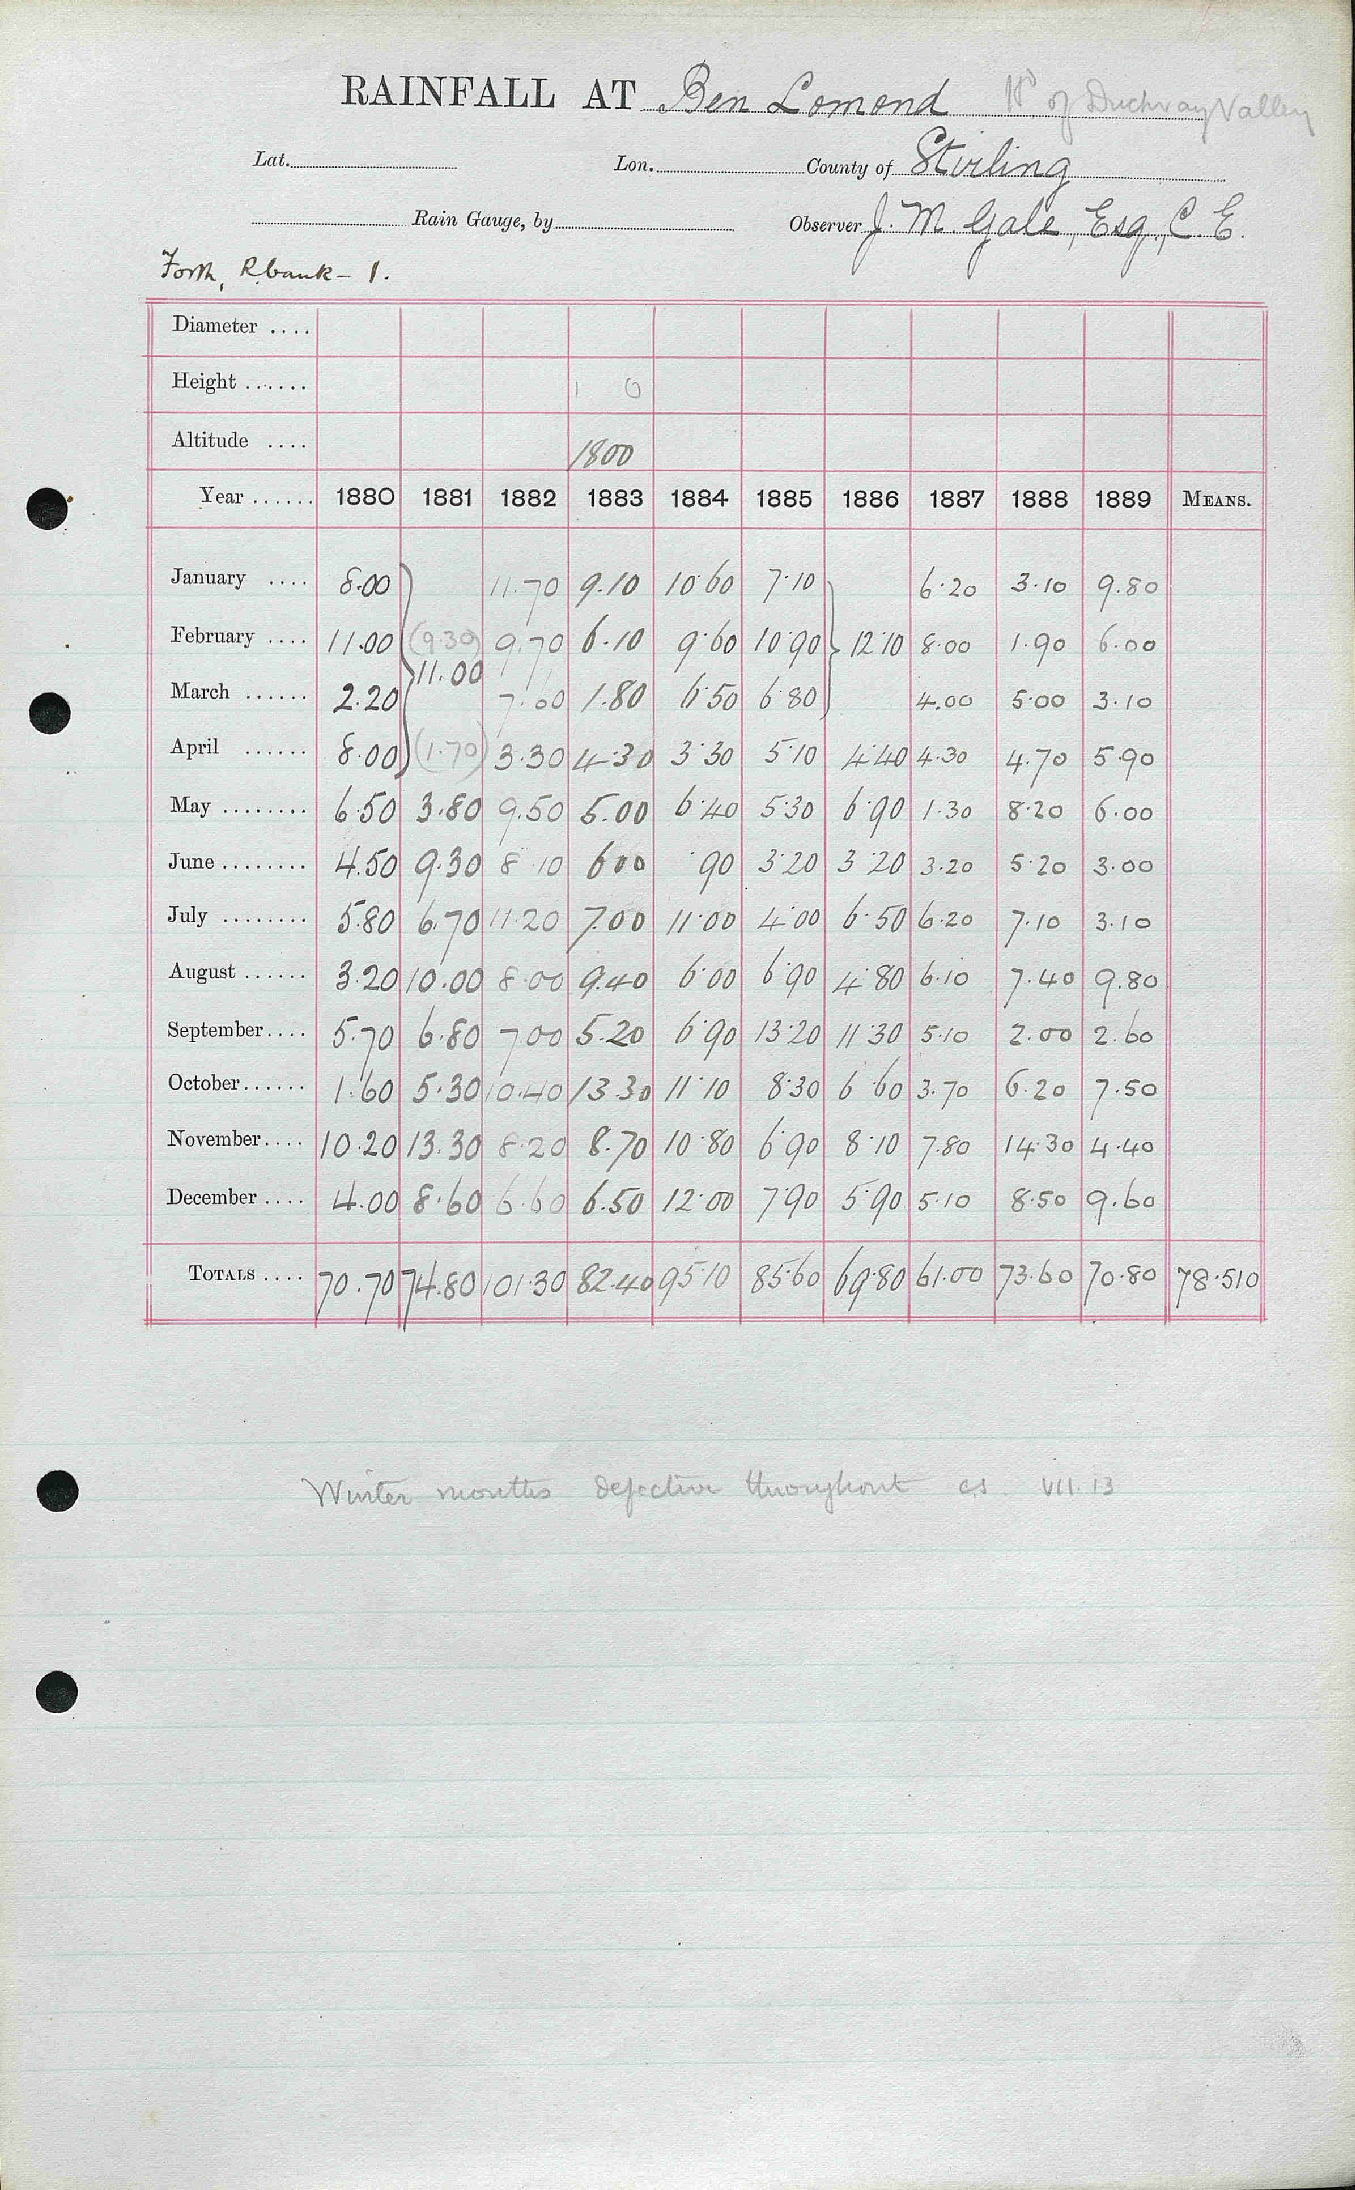 RAINFALL AT Ben Lomond Hd of Duchray Valley
Lat. Lon. County of Stirling
Rain Gauge, by Observer J. M. Gale, Esq., C. E.
Forth, R bank – 1.
Diameter ....
Height ...... 1 0
Altitude .... 1800
Year ...... 1880 1881 1882 1883 1884 1885 1886 1887 1888 1889 MEANS.
January .... 8.00 11.70 9.10 10.60 7.10 6.20 3.10 9.80
February .... 11.00 (9.30) 9.70 6.10 9.60 10.90 12.10 8.00 1.90 6.00
11.00
March ...... 2.20 7.60 1.80 6.50 6.80 4.00 5.00 3.10
April ...... 8.00 (1.70) 3.30 4.30 3.30 5.10 4.40 4.30 4.70 5.90
May ........ 6.50 3.80 9.50 5.00 6.40 5.30 6.90 1.30 8.20 6.00
June ........ 4.50 9.30 8.10 6.00 .90 3.20 3.20 3.20 5.20 3.00
July ........ 5.80 6.70 11.20 7.00 11.00 4.00 6.50 6.20 7.10 3.10
August ...... 3.20 10.00 8.00 9.40 6.00 6.90 4.80 6.10 7.40 9.80
September.... 5.70 6.80 7.00 5.20 6.90 13.20 11.30 5.10 2.00 2.60
October...... 1.60 5.30 10.40 13.30 11.10 8.30 6.60 3.70 6.20 7.50
November.... 10.20 13.30 8.20 8.70 10.80 6.90 8.10 7.80 14.30 4.40
December .... 4.00 8.60 6.60 6.50 12.00 7.90 5.90 5.10 8.50 9.60
TOTALS .... 70.70 74.80 101.30 82.40 95.10 85.60 69.80 61.00 73.60 70.80 78.510
Winter months defective throughout cs VII.13